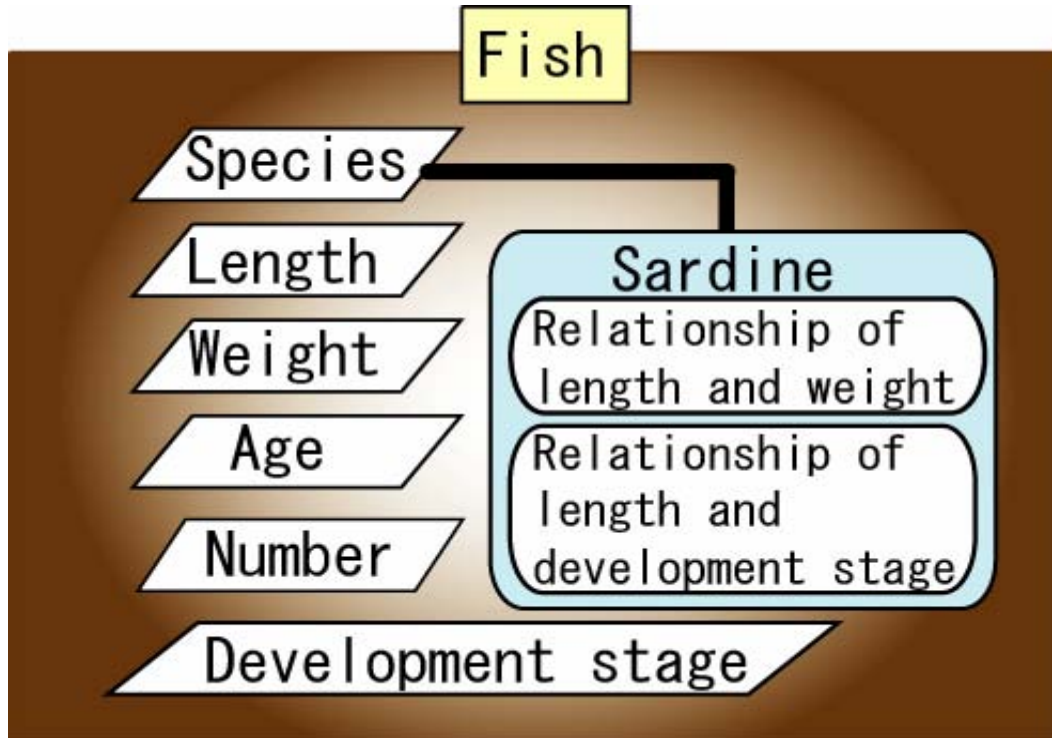 Fish
Species
Length
Weight
Age
Number
Development stage
Sardine
Relationship of
length and weight
Relationship of
length and
development stage